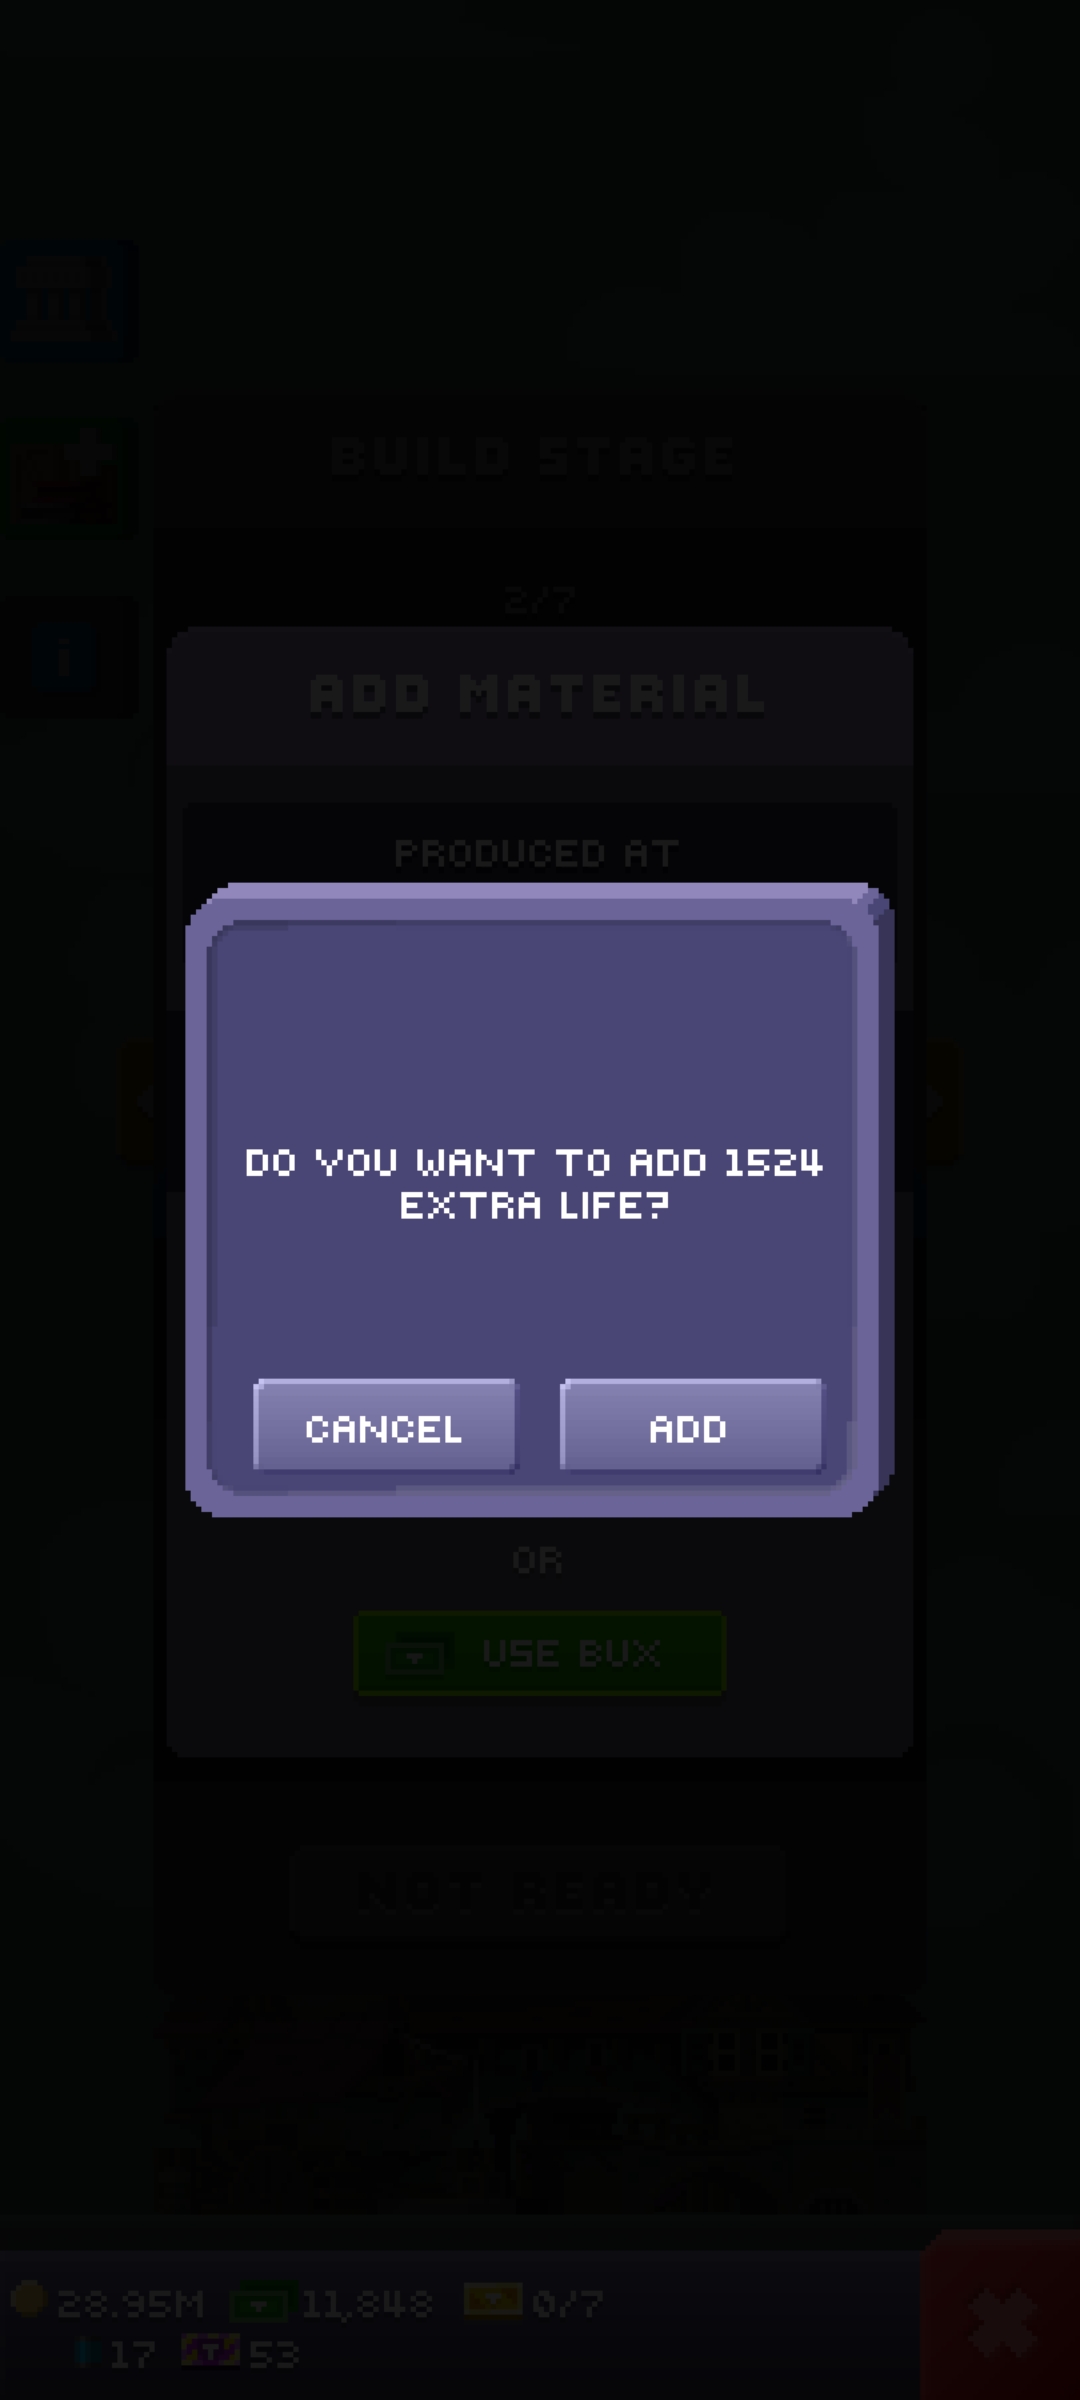 BUILD STAGE
2/7
ADD MATERIAL
PRODUCED AT
DO YOU WANT TO ADD 1524
EXTRA LIFE?
CANCEL
ADD
OR
USE BUX
NOT READY
28.95M
11,848
0/7
17
53